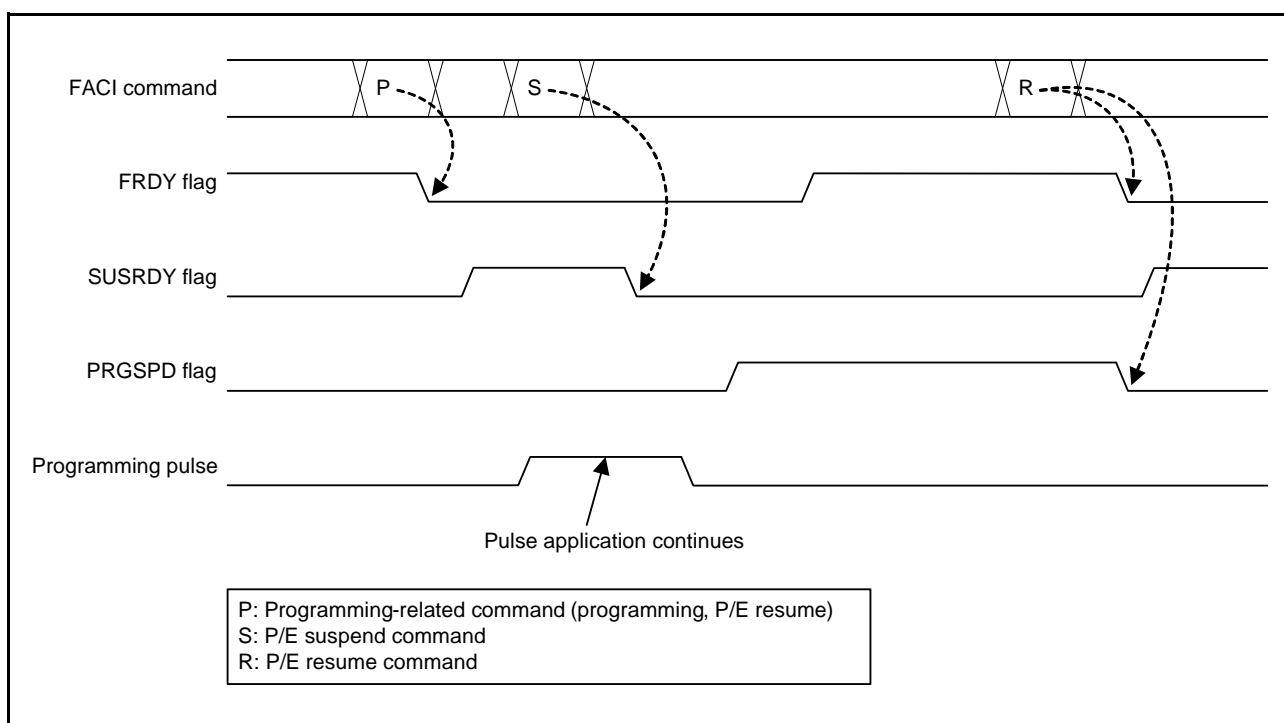 FACI command
P
S
R
FRDY flag
SUSRDY flag
PRGSPD flag
Programming pulse
Pulse application continues
P: Programming-related command (programming, P/E resume)
S: P/E suspend command
R: P/E resume command